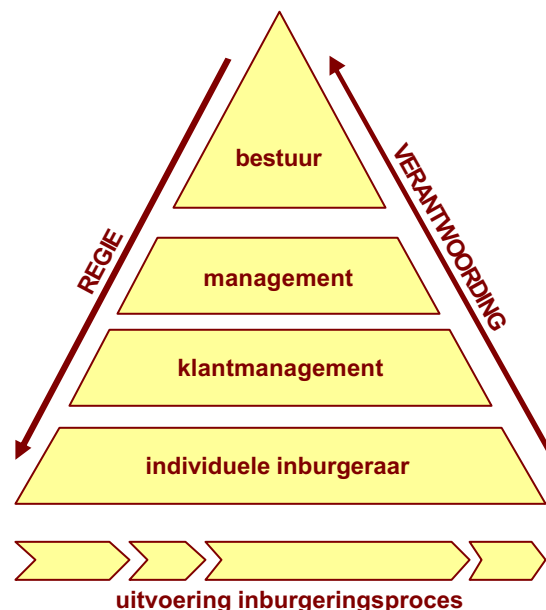 bestuur
REGIE
VERANTWOORDING
management
klantmanagement
individuele inburgeraar
uitvoering inburgeringsproces